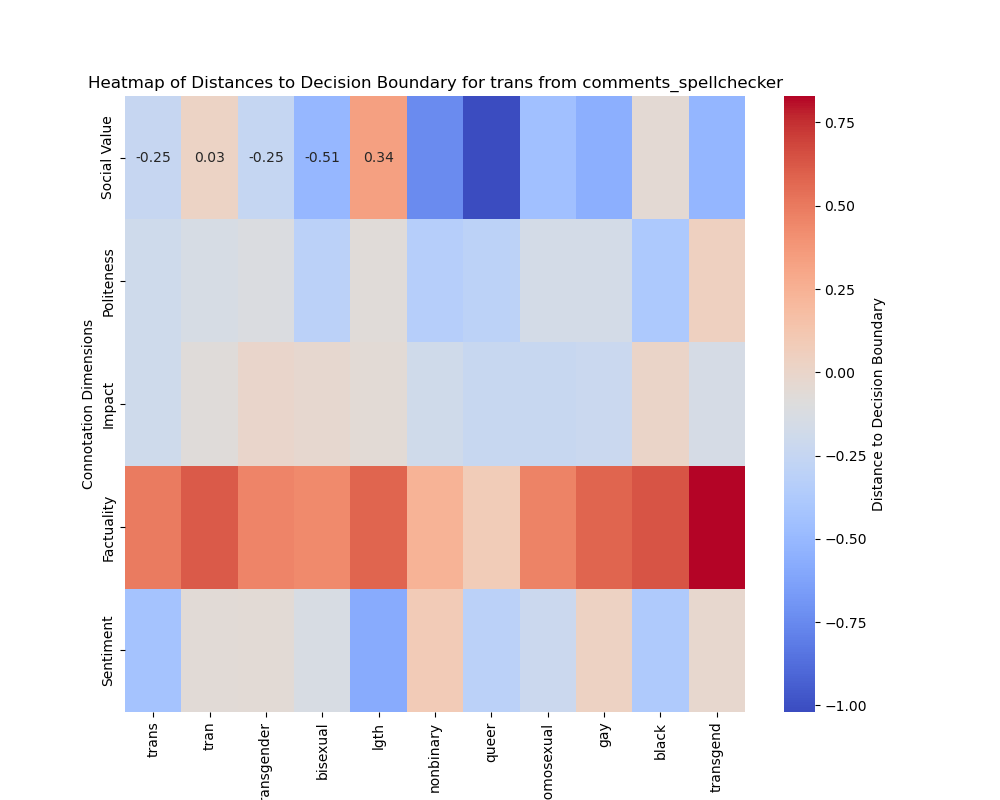 Heatmap of Distances to Decision Boundary for trans from comments_spellchecker
Connotation Dimensions
Social Value
Politeness
Impact
Factuality
Sentiment
-0.25 0.03 -0.25 -0.51 0.34
trans
tran
ransgender
bisexual
lgth
nonbinary
queer
omosexual
gay
black
transgend
0.75
0.50
0.25
0.00
−0.25
−0.50
−0.75
−1.00
Distance to Decision Boundary